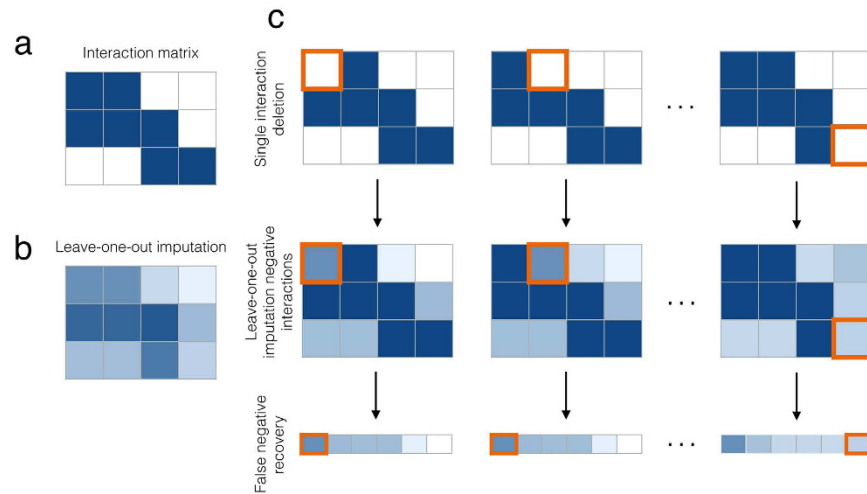 a
Interaction matrix
b
Leave-one-out imputation
c
Single interaction
deletion
. . .
Leave-one-out
imputation negative
interactions
. . .
False negative
recovery
. . .